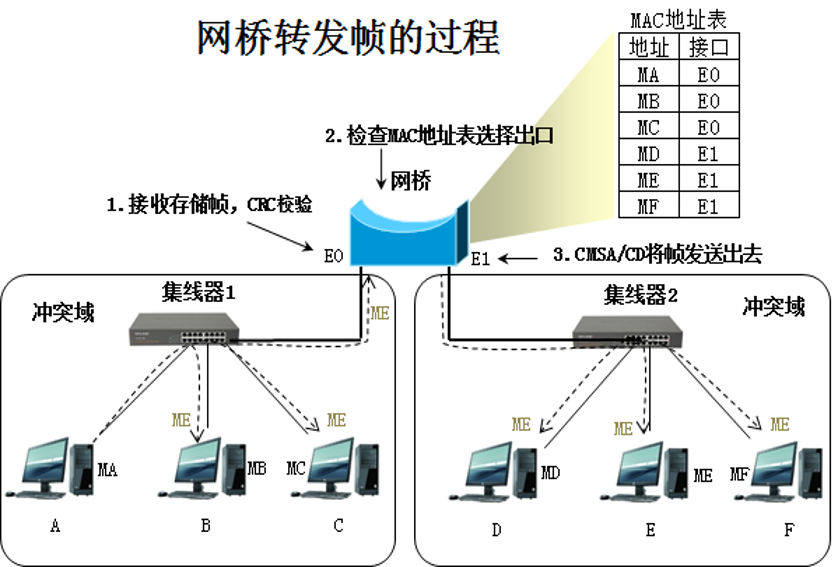 网桥转发帧的过程
MAC地址表
地址 接口
MA E0
MB E0
MC E0
MD E1
ME E1
MF E1
2.检查MAC地址表选择出口
网桥
1.接收存储帧，CRC校验
E0
E1
3.CMSA/CD将帧发送出去
冲突域
集线器1
ME
集线器2
冲突域
ME
ME
ME
ME
ME
MA
MB
MC
MD
ME
MF
A
B
C
D
E
F